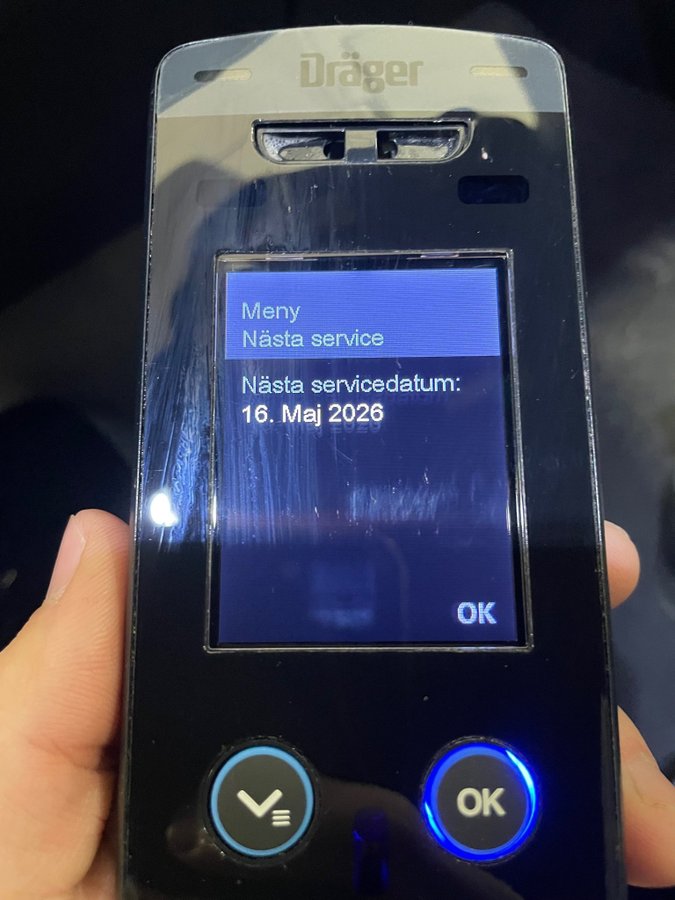 Dräger
Meny
Nästa service
Nästa servicedatum:
16. Maj 2026
OK
OK